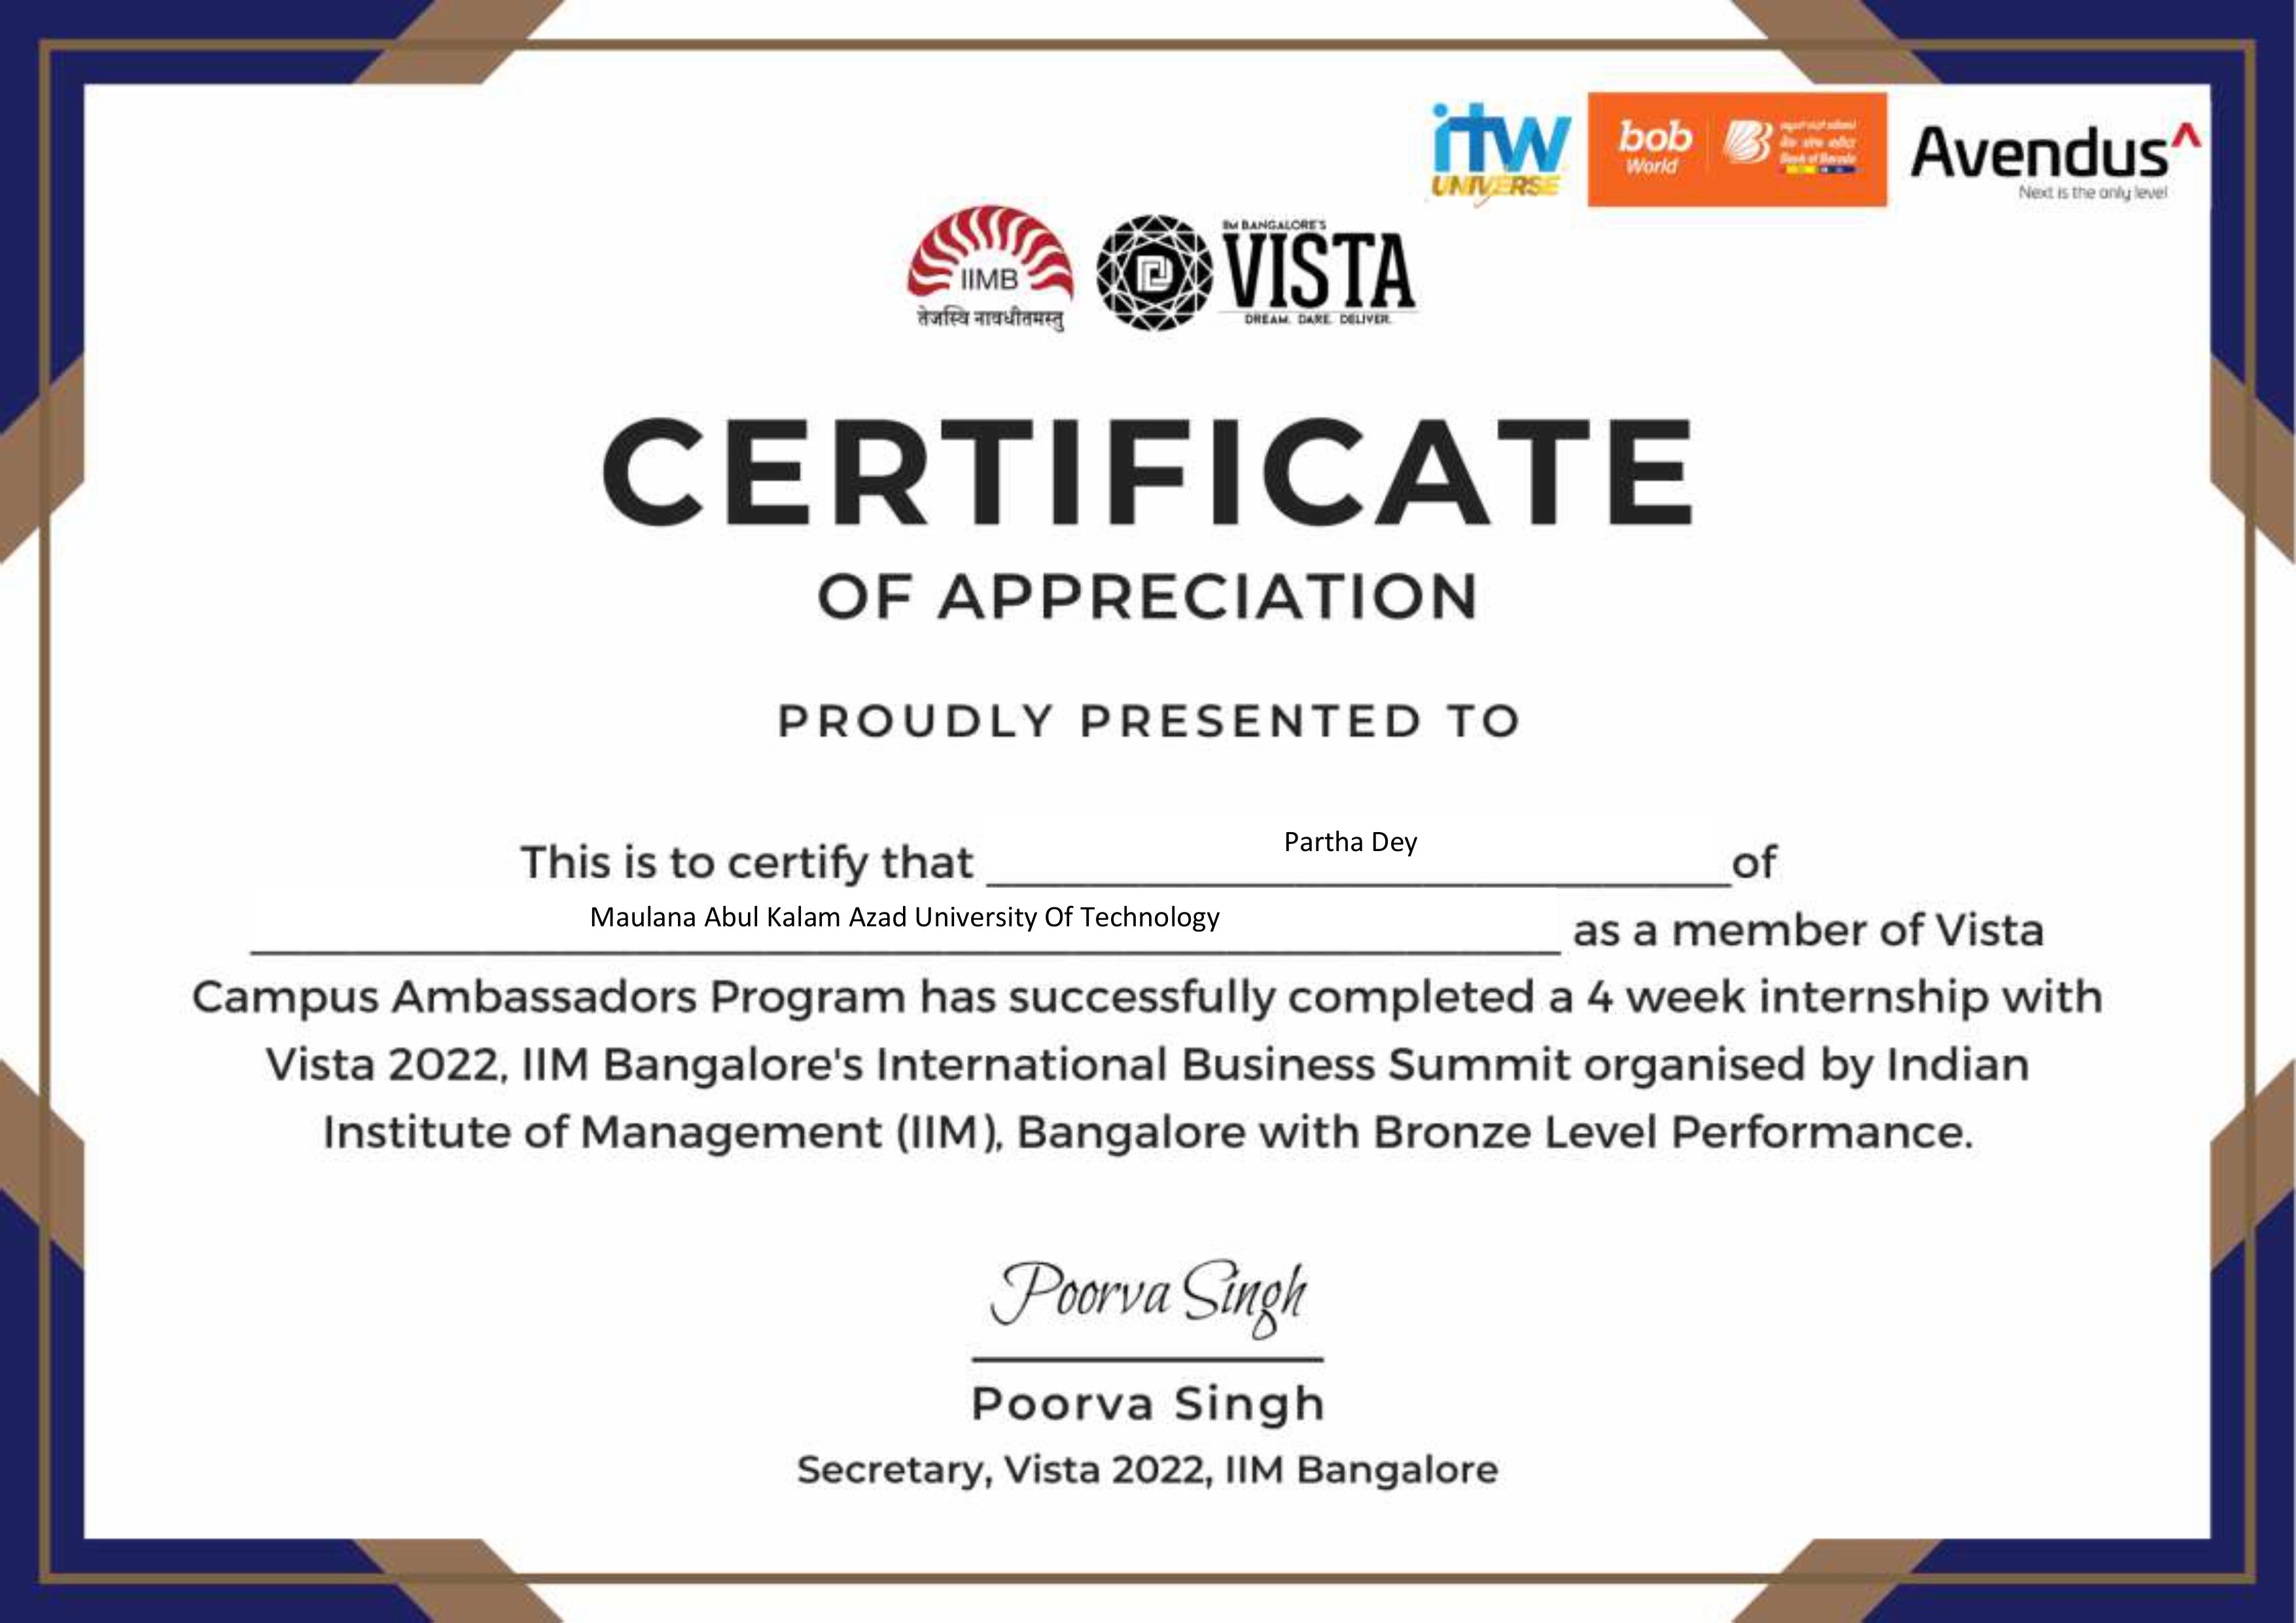 itw
UNIVERSE
bob
World
Bank of Baroda
Avendus
Next is the only level
IIMB
तेजस्वि नावधीतमस्तु
IIM BANGALORE'S
VISTA
DREAM. DARE. DELIVER.
CERTIFICATE
OF APPRECIATION
PROUDLY PRESENTED TO
This is to certify that Partha Dey of
Maulana Abul Kalam Azad University Of Technology as a member of Vista
Campus Ambassadors Program has successfully completed a 4 week internship with
Vista 2022, IIM Bangalore's International Business Summit organised by Indian
Institute of Management (IIM), Bangalore with Bronze Level Performance.
Poorva Singh
Poorva Singh
Secretary, Vista 2022, IIM Bangalore